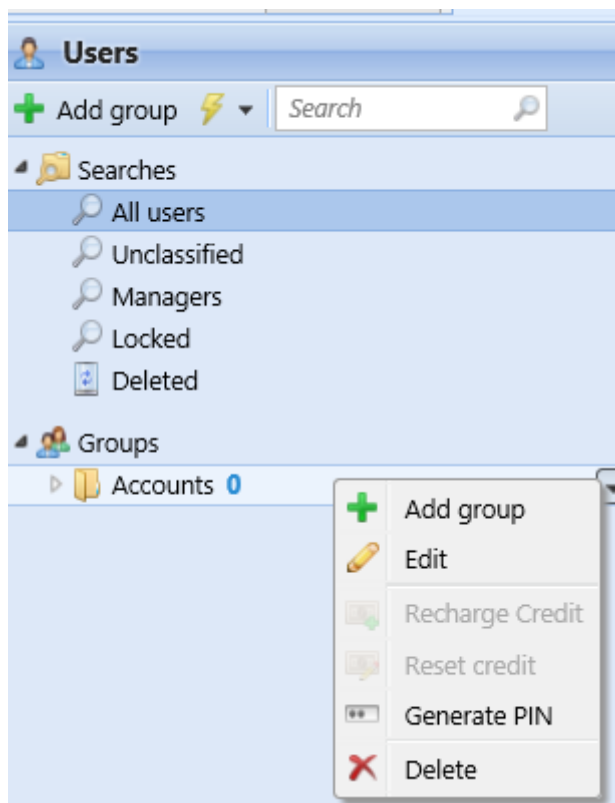 Users
Add group
Search
Searches
All users
Unclassified
Managers
Locked
Deleted
Groups
Accounts 0
Add group
Edit
Recharge Credit
Reset credit
Generate PIN
Delete